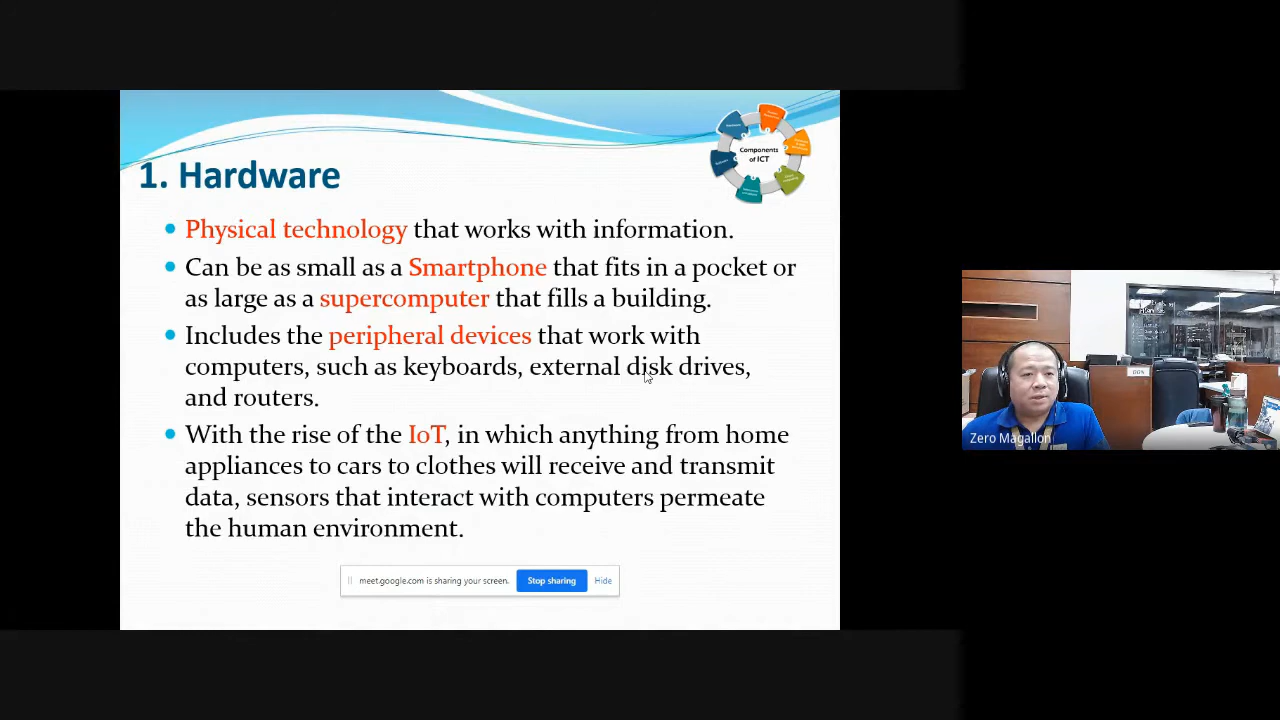 Components
of ICT
1. Hardware
Physical technology that works with information.
Can be as small as a Smartphone that fits in a pocket or
as large as a supercomputer that fills a building.
Includes the peripheral devices that work with
computers, such as keyboards, external disk drives,
and routers.
With the rise of the IoT, in which anything from home
appliances to cars to clothes will receive and transmit
data, sensors that interact with computers permeate
the human environment.
meet.google.com is sharing your screen. Stop sharing Hide
Zero Magallon